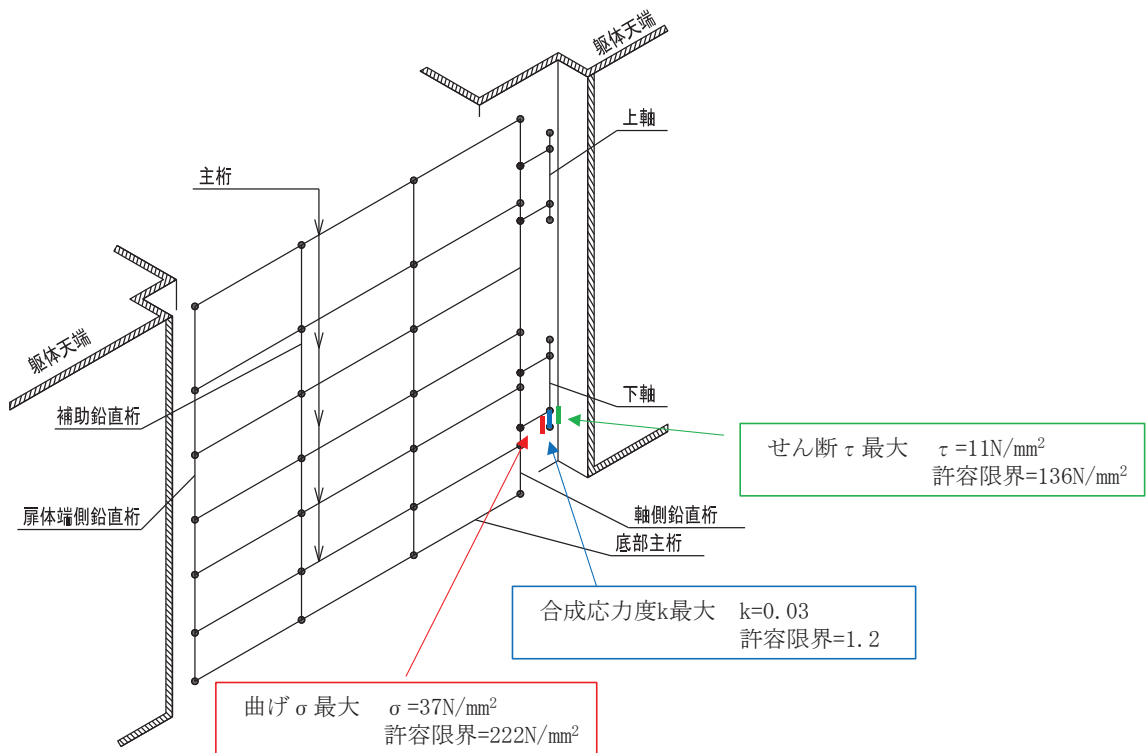 躯体天端
上軸
主桁
躯体天端
下軸
補助鉛直桁
せん断τ最大 τ=11N/mm²
許容限界=136N/mm²
扉体端側鉛直桁
軸側鉛直桁
底部主桁
合成応力度k最大 k=0.03
許容限界=1.2
曲げσ最大 σ=37N/mm²
許容限界=222N/mm²